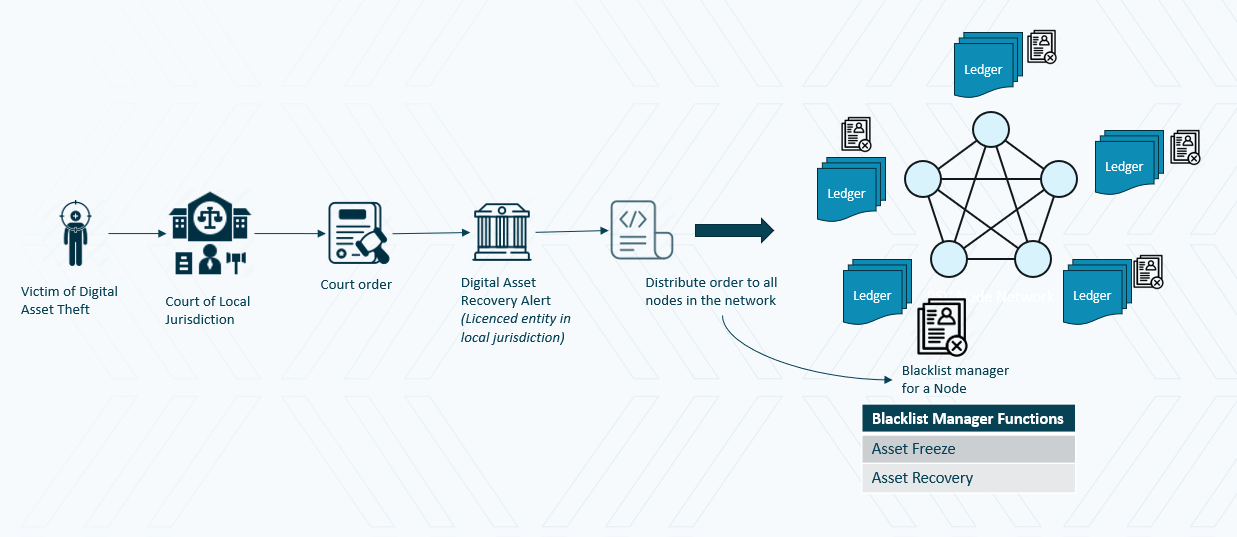 Victim of Digital
Asset Theft
Court of Local
Jurisdiction
Court order
Digital Asset
Recovery Alert
(Licenced entity in
local jurisdiction)
Distribute order to all
nodes in the network
Ledger
Ledger
Ledger
Ledger
Ledger
Node Network
Blacklist manager
for a Node
Blacklist Manager Functions
Asset Freeze
Asset Recovery